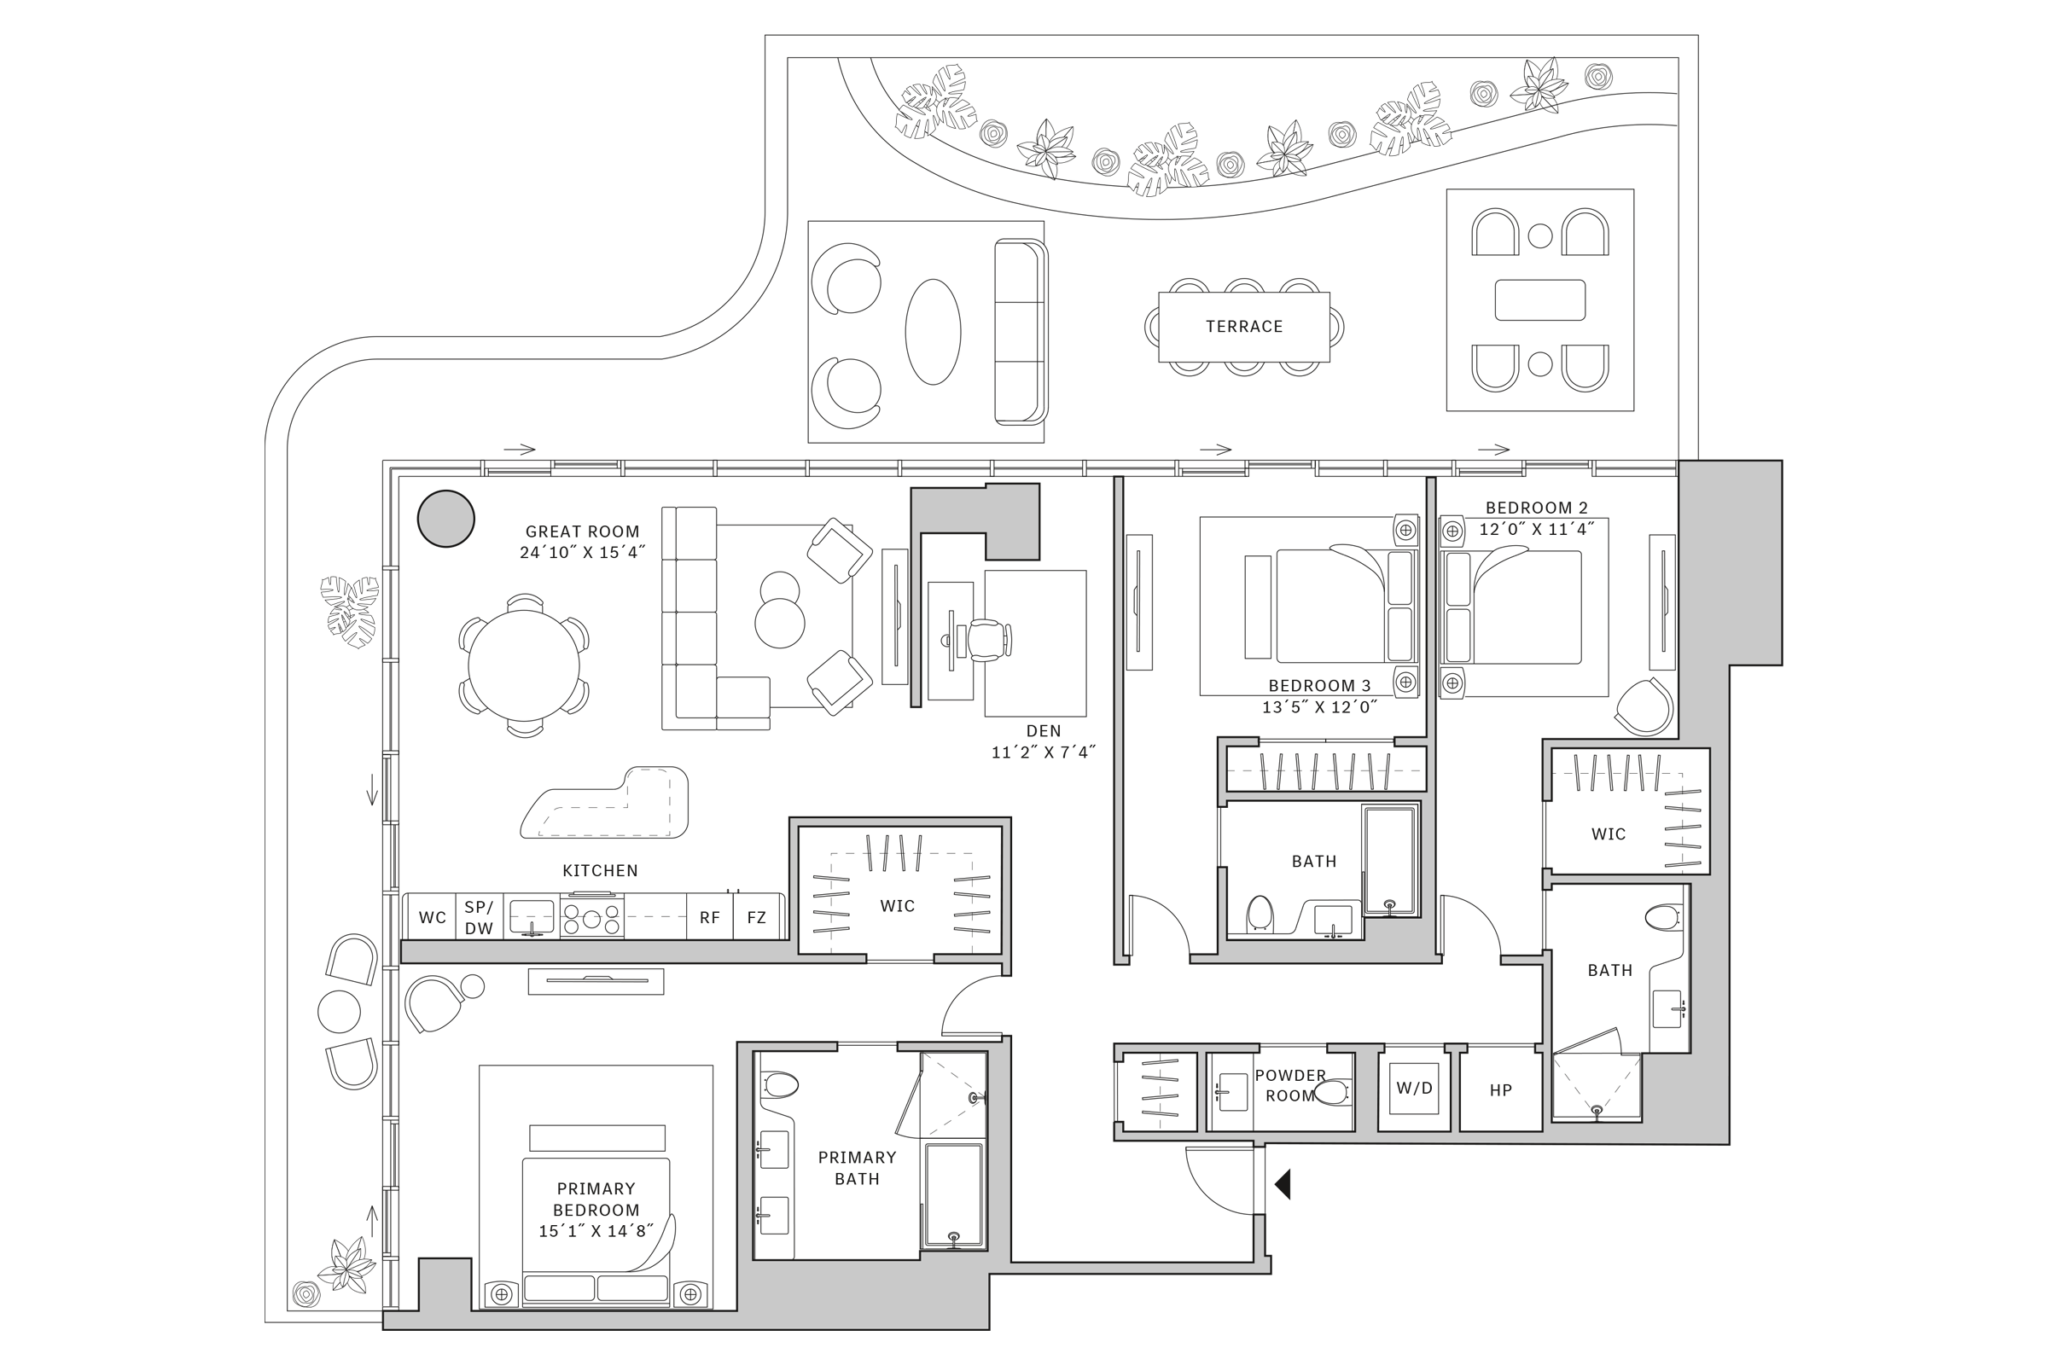 TERRACE
GREAT ROOM
24´10˝ X 15´4˝
BEDROOM 2
12´0˝ X 11´4˝
BEDROOM 3
13´5˝ X 12´0˝
DEN
11´2˝ X 7´4˝
WIC
BATH
KITCHEN
WC
SP/
DW
RF
FZ
WIC
BATH
POWDER
ROOM
W/D
HP
PRIMARY
BATH
PRIMARY
BEDROOM
15´1˝ X 14´8˝